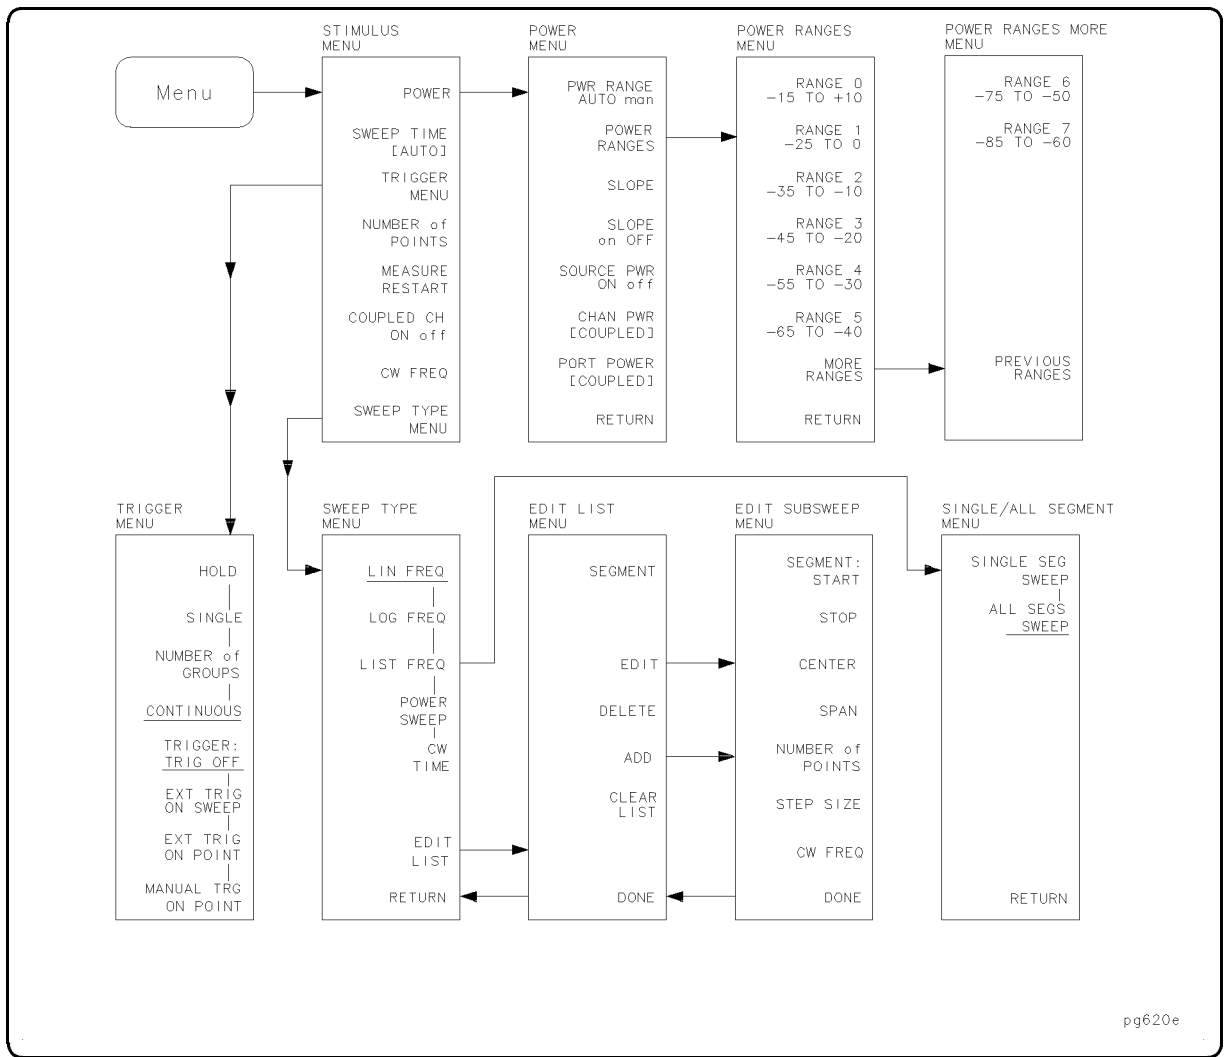 Menu
STIMULUS
MENU
POWER
SWEEP TIME
[AUTO]
TRIGGER
MENU
NUMBER of
POINTS
MEASURE
RESTART
COUPLED CH
ON off
CW FREQ
SWEEP TYPE
MENU
POWER
MENU
PWR RANGE
AUTO man
POWER
RANGES
SLOPE
SLOPE
on OFF
SOURCE PWR
ON off
CHAN PWR
[COUPLED]
PORT POWER
[COUPLED]
RETURN
POWER RANGES
MENU
RANGE 0
-15 TO +10
RANGE 1
-25 TO 0
RANGE 2
-35 TO -10
RANGE 3
-45 TO -20
RANGE 4
-55 TO -30
RANGE 5
-65 TO -40
MORE
RANGES
RETURN
POWER RANGES MORE
MENU
RANGE 6
-75 TO -50
RANGE 7
-85 TO -60
PREVIOUS
RANGES
TRIGGER
MENU
HOLD
SINGLE
NUMBER of
GROUPS
CONTINUOUS
TRIGGER:
TRIG OFF
EXT TRIG
ON SWEEP
EXT TRIG
ON POINT
MANUAL TRG
ON POINT
SWEEP TYPE
MENU
LIN FREQ
LOG FREQ
LIST FREQ
POWER
SWEEP
CW
TIME
EDIT
LIST
RETURN
EDIT LIST
MENU
SEGMENT
EDIT
DELETE
ADD
CLEAR
LIST
DONE
EDIT SUBSWEEP
MENU
SEGMENT:
START
STOP
CENTER
SPAN
NUMBER of
POINTS
STEP SIZE
CW FREQ
DONE
SINGLE/ALL SEGMENT
MENU
SINGLE SEG
SWEEP
ALL SEGS
SWEEP
RETURN
pg620e